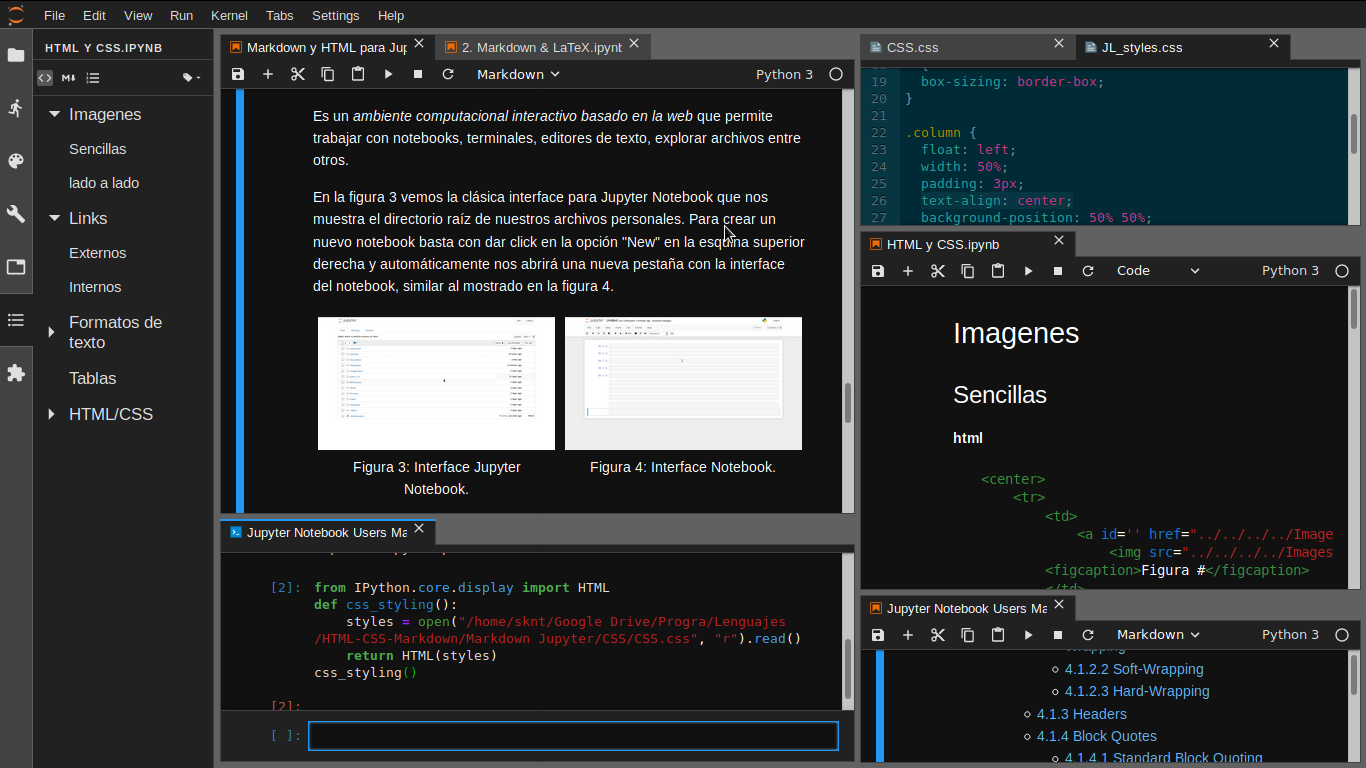 File Edit View Run Kernel Tabs Settings Help
HTML Y CSS.IPYNB
Imagenes
Sencillas
lado a lado
Links
Externos
Internos
Formatos de
texto
Tablas
HTML/CSS
Markdown y HTML para Jup
2. Markdown & LaTeX.ipynb
Markdown
Python 3
Es un ambiente computacional interactivo basado en la web que permite
trabajar con notebooks, terminales, editores de texto, explorar archivos entre
otros.
En la figura 3 vemos la clásica interface para Jupyter Notebook que nos
muestra el directorio raíz de nuestros archivos personales. Para crear un
nuevo notebook basta con dar click en la opción "New" en la esquina superior
derecha y automáticamente nos abrirá una nueva pestaña con la interface
del notebook, similar al mostrado en la figura 4.
Figura 3: Interface Jupyter
Notebook.
Figura 4: Interface Notebook.
Jupyter Notebook Users Ma
[2]: from IPython.core.display import HTML
def css_styling():
styles = open("/home/sknt/Google Drive/Progra/Lenguajes
/HTML-CSS-Markdown/Markdown Jupyter/CSS/CSS.css", "r").read()
return HTML(styles)
css_styling()
[2]:
[ ]:
CSS.css
JL_styles.css
19 box-sizing: border-box;
20 }
21
22 .column {
23 float: left;
24 width: 50%;
25 padding: 3px;
26 text-align: center;
27 background-position: 50% 50%;
HTML y CSS.ipynb
Code
Python 3
Imagenes
Sencillas
html
<center>
<tr>
<td>
<a id='' href="../../../../Image
<img src="../../../../Images
<figcaption>Figura #</figcaption>
</td>
Jupyter Notebook Users Ma
Markdown
Python 3
Wrapping
4.1.2.2 Soft-Wrapping
4.1.2.3 Hard-Wrapping
4.1.3 Headers
4.1.4 Block Quotes
4.1.4.1 Standard Block Quoting